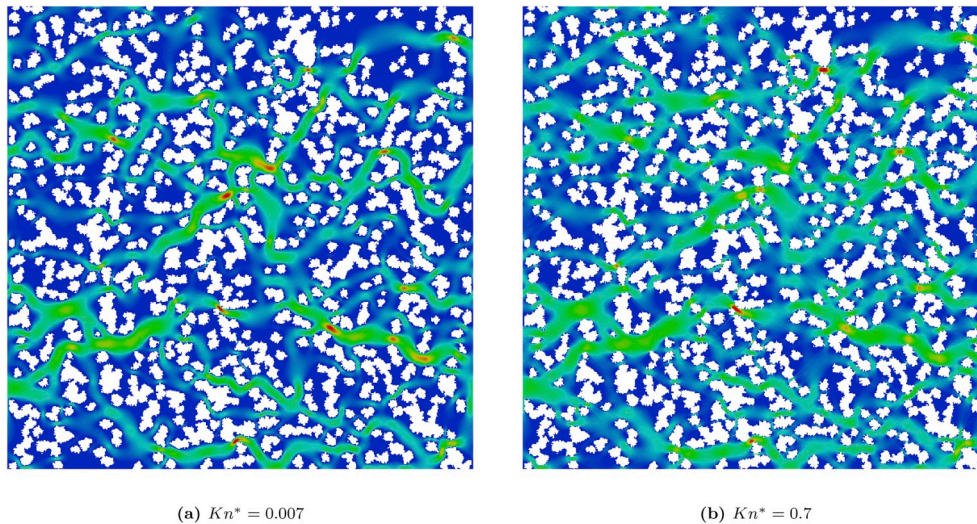 (a) Kn* = 0.007
(b) Kn* = 0.7